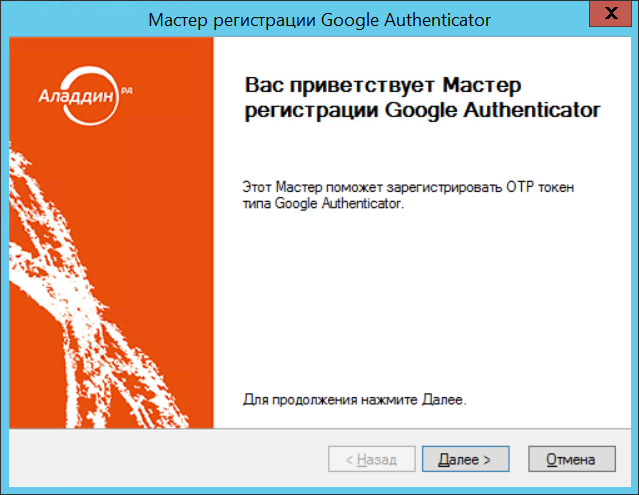 Мастер регистрации Google Authenticator
X
Аладдин РД
Вас приветствует Мастер
регистрации Google Authenticator
Этот Мастер поможет зарегистрировать OTP токен
типа Google Authenticator.
Для продолжения нажмите Далее.
< Назад
Далее >
Отмена